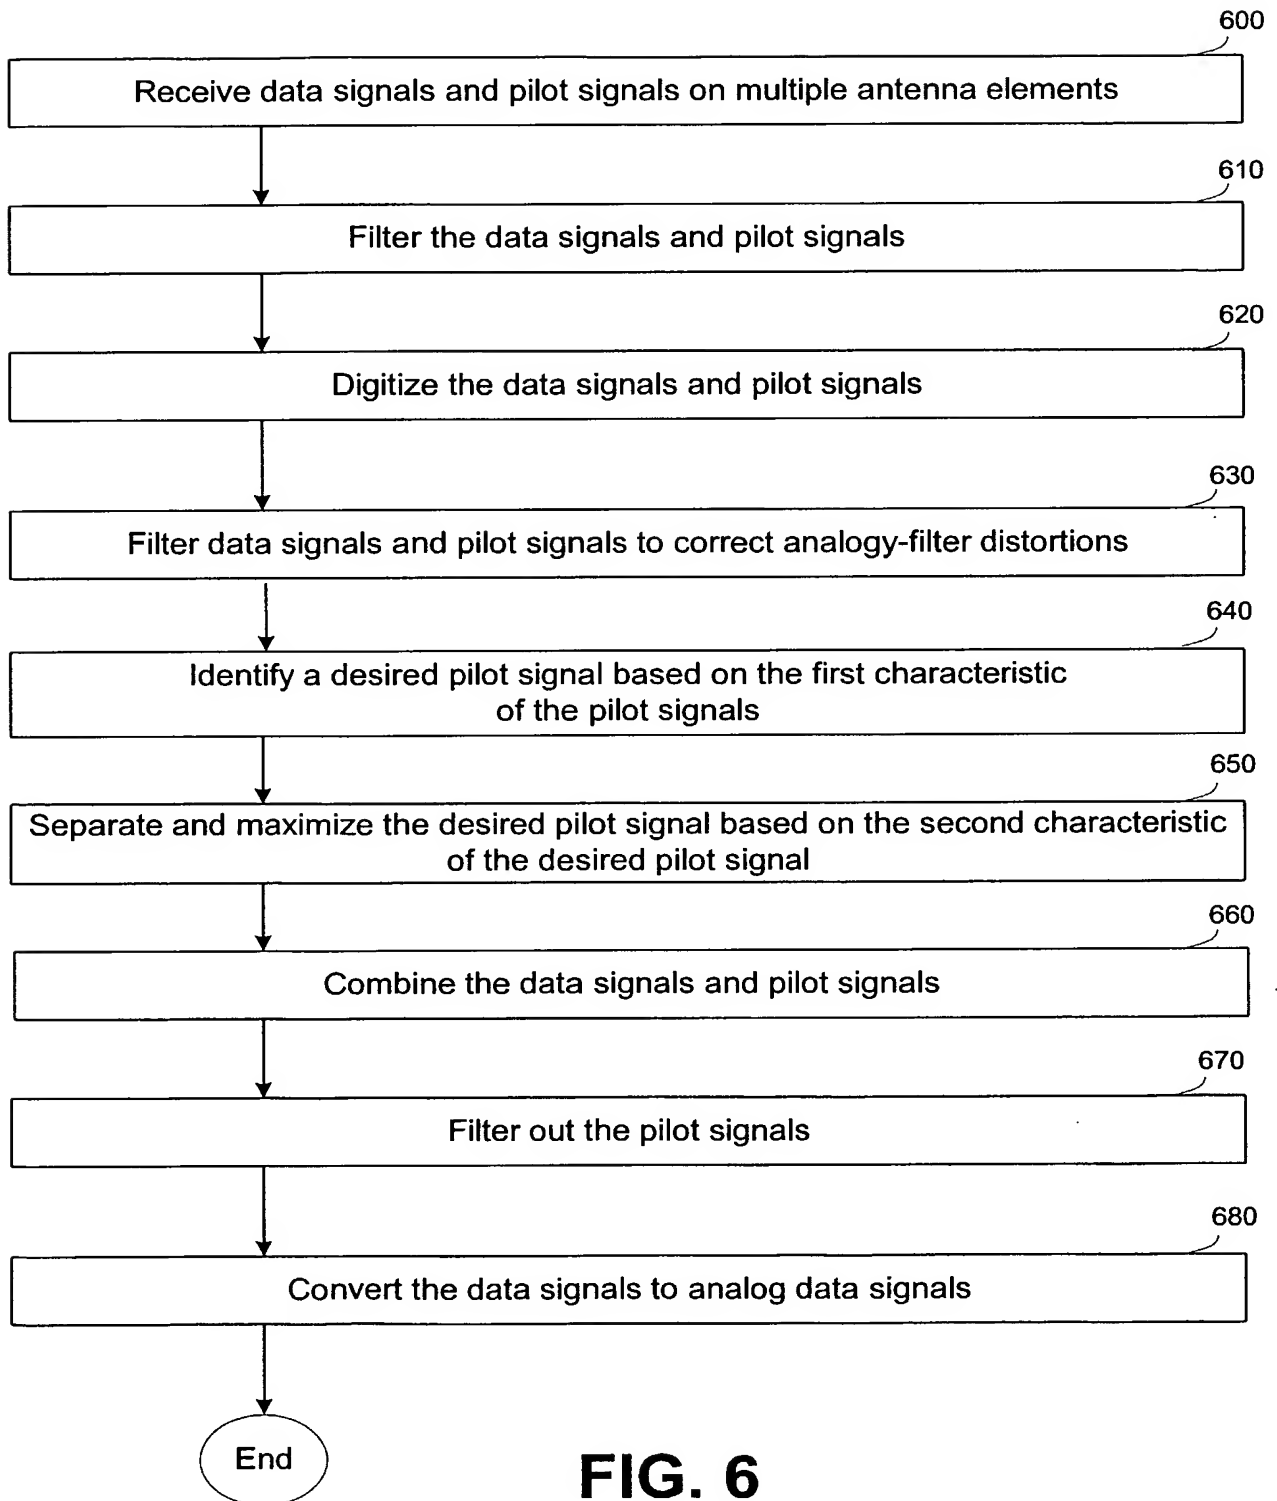 600
Receive data signals and pilot signals on multiple antenna elements
610
Filter the data signals and pilot signals
620
Digitize the data signals and pilot signals
630
Filter data signals and pilot signals to correct analogy-filter distortions
640
Identify a desired pilot signal based on the first characteristic
of the pilot signals
650
Separate and maximize the desired pilot signal based on the second characteristic
of the desired pilot signal
660
Combine the data signals and pilot signals
670
Filter out the pilot signals
680
Convert the data signals to analog data signals
End
FIG. 6